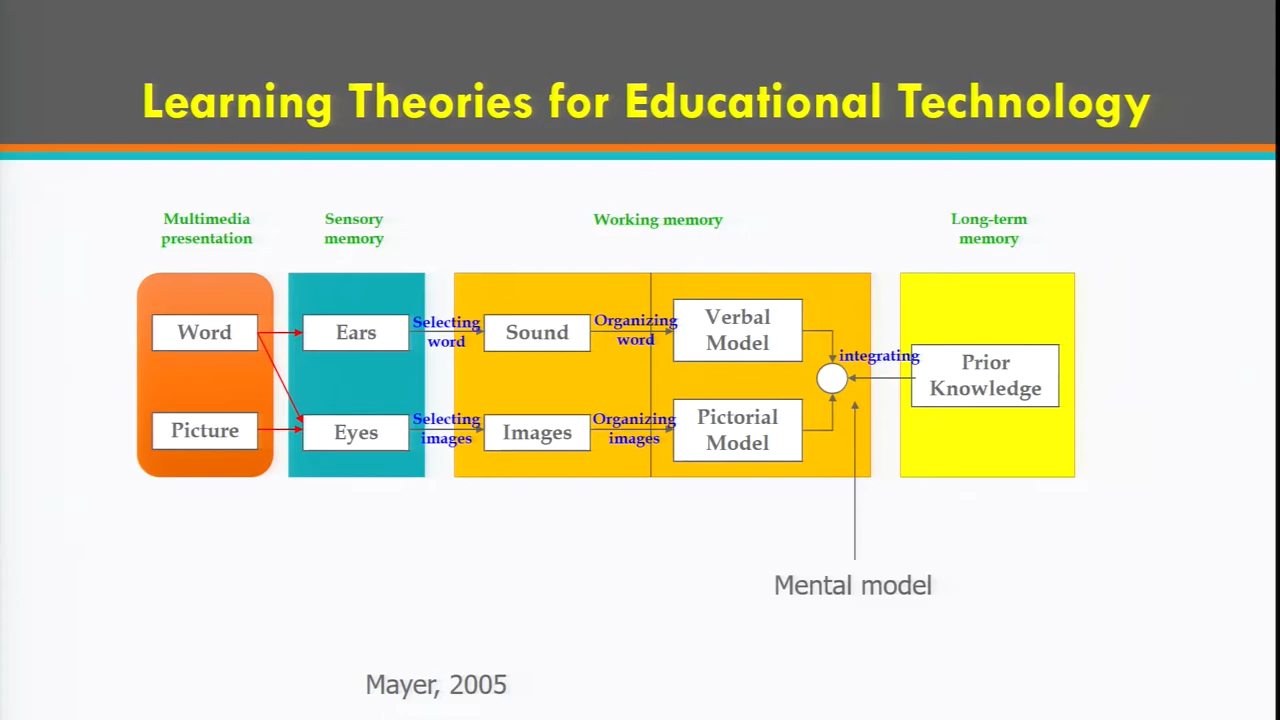 Learning Theories for Educational Technology
Multimedia
presentation
Sensory
memory
Working memory
Long-term
memory
Word
Picture
Ears
Eyes
Selecting
word
Selecting
images
Sound
Images
Organizing
word
Organizing
images
Verbal
Model
Pictorial
Model
integrating
Prior
Knowledge
Mental model
Mayer, 2005